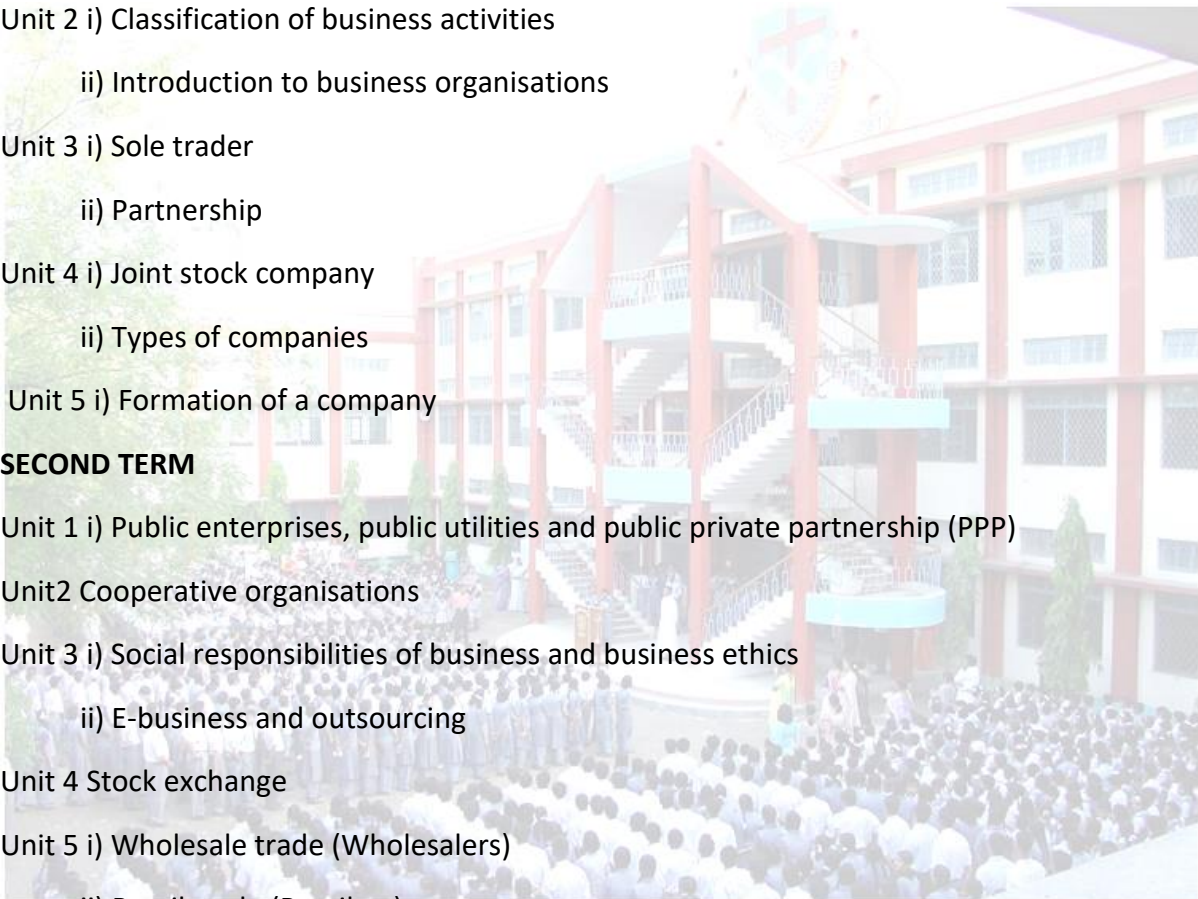 Unit 2 i) Classification of business activities
ii) Introduction to business organisations
Unit 3 i) Sole trader
ii) Partnership
Unit 4 i) Joint stock company
ii) Types of companies
Unit 5 i) Formation of a company
SECOND TERM
Unit 1 i) Public enterprises, public utilities and public private partnership (PPP)
Unit2 Cooperative organisations
Unit 3 i) Social responsibilities of business and business ethics
ii) E-business and outsourcing
Unit 4 Stock exchange
Unit 5 i) Wholesale trade (Wholesalers)